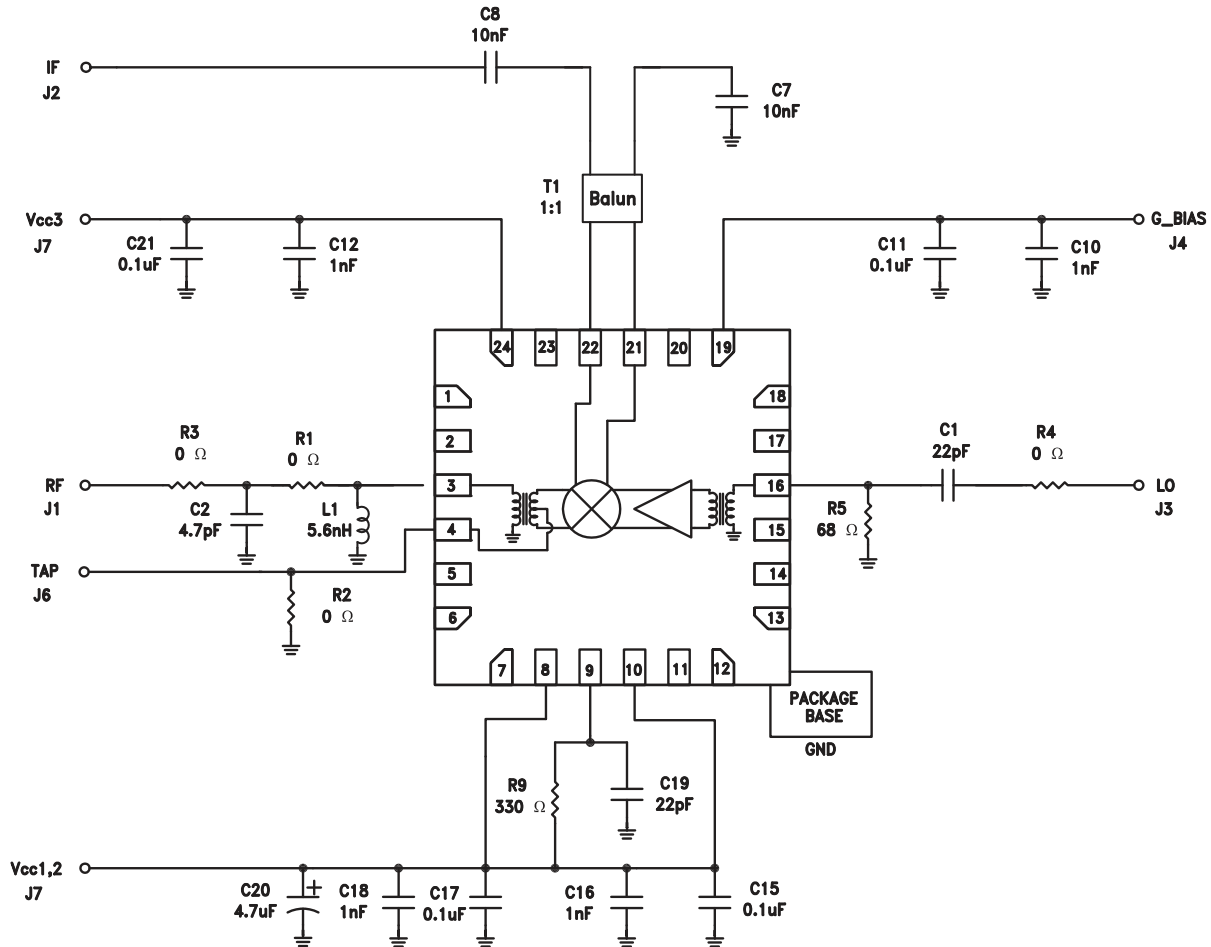 C8
10nF
IF
J2
C7
10nF
T1
1:1
Balun
Vcc3
J7
C21
0.1uF
C12
1nF
C11
0.1uF
C10
1nF
G_BIAS
J4
24
23
22
21
20
19
1
2
3
4
5
6
18
17
16
15
14
13
7
8
9
10
11
12
R3
0 Ω
R1
0 Ω
RF
J1
C2
4.7pF
L1
5.6nH
TAP
J6
R2
0 Ω
C1
22pF
R4
0 Ω
LO
J3
R5
68 Ω
PACKAGE
BASE
GND
R9
330 Ω
C19
22pF
Vcc1,2
J7
C20
4.7uF
+
C18
1nF
C17
0.1uF
C16
1nF
C15
0.1uF